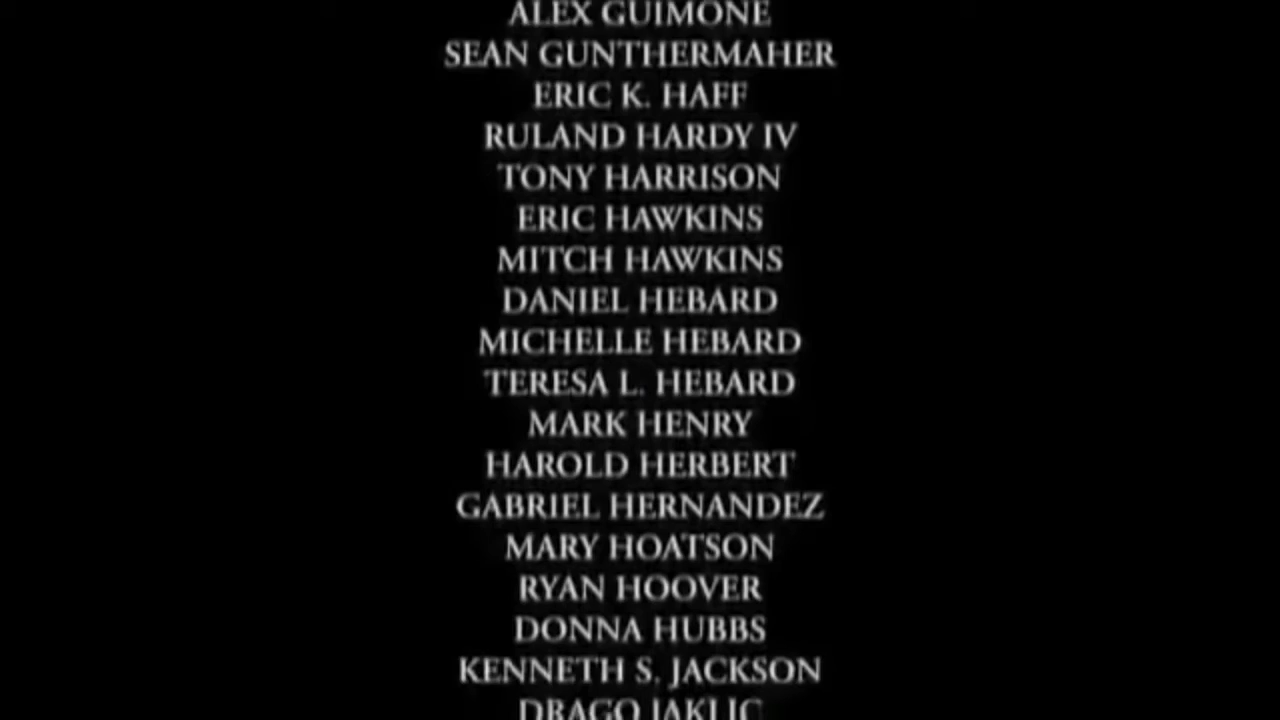 ALEX GUIMONE
SEAN GUNTHERMAHER
ERIC K. HAFF
RULAND HARDY IV
TONY HARRISON
ERIC HAWKINS
MITCH HAWKINS
DANIEL HEBARD
MICHELLE HEBARD
TERESA L. HEBARD
MARK HENRY
HAROLD HERBERT
GABRIEL HERNANDEZ
MARY HOATSON
RYAN HOOVER
DONNA HUBBS
KENNETH S. JACKSON
DRAGO JAKLIC